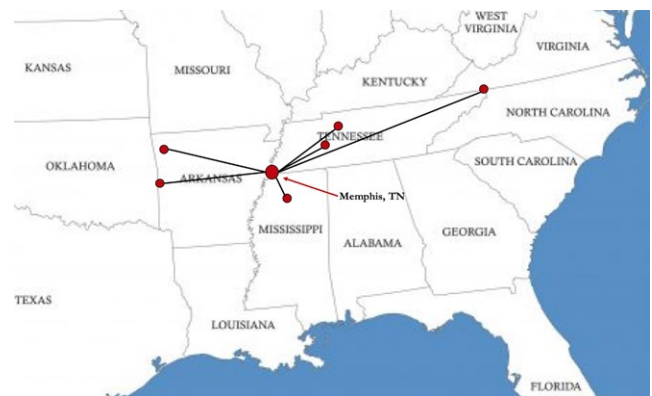 WEST
VIRGINIA
VIRGINIA
KANSAS
MISSOURI
KENTUCKY
NORTH CAROLINA
TENNESSEE
OKLAHOMA
ARKANSAS
SOUTH CAROLINA
Memphis, TN
MISSISSIPPI
ALABAMA
GEORGIA
TEXAS
LOUISIANA
FLORIDA